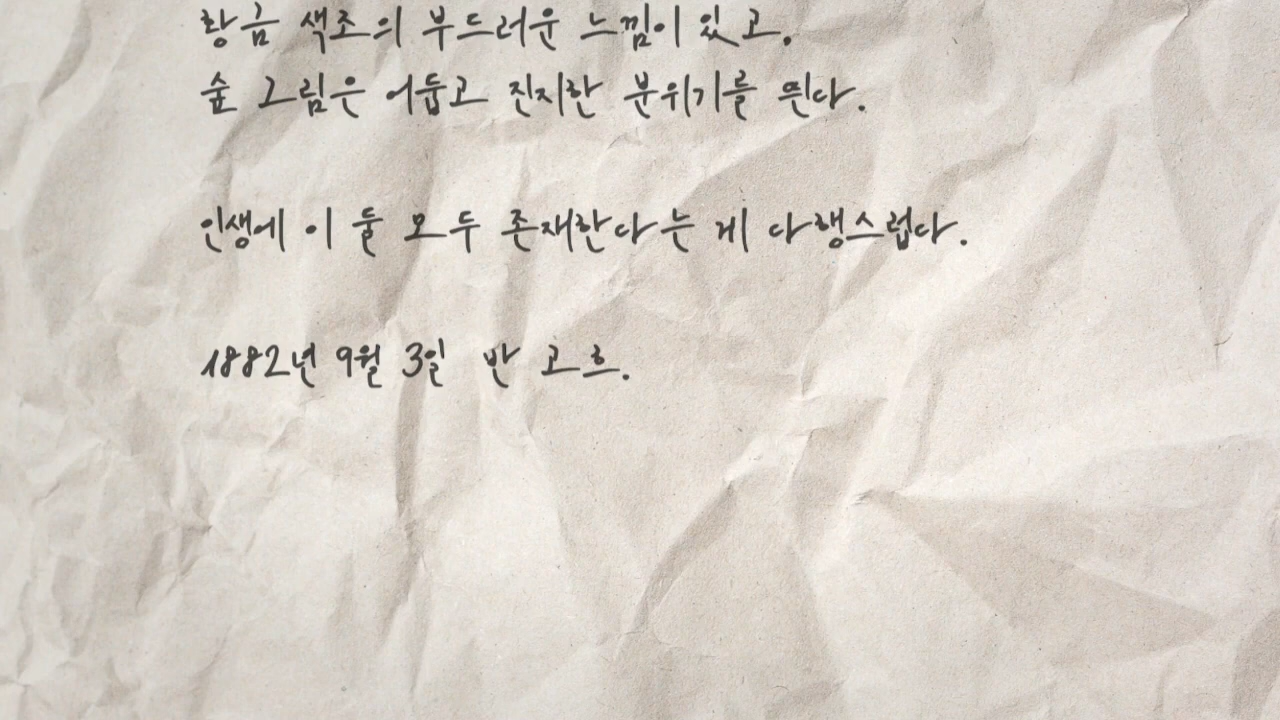 황금 색조의 부드러운 느낌이 있고.
숲 그림은 어둡고 진지한 분위기를 띈다.
인생에 이 둘 모두 존재한다는 게 다행스럽다.
1882년 9월 3일 반 고흐.